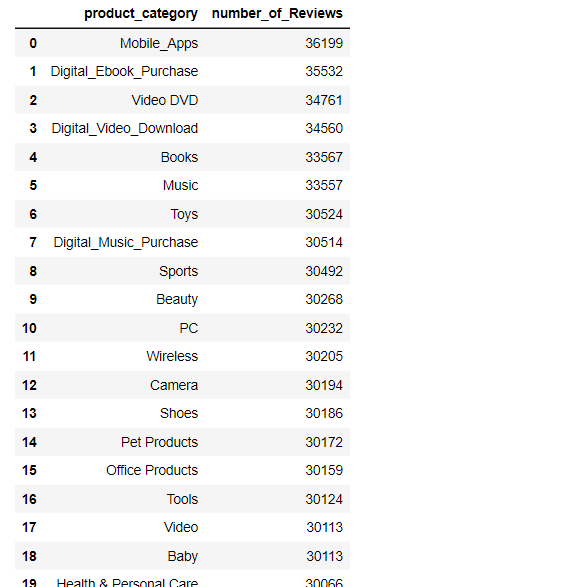 product_category number_of_Reviews
0 Mobile_Apps 36199
1 Digital_Ebook_Purchase 35532
2 Video DVD 34761
3 Digital_Video_Download 34560
4 Books 33567
5 Music 33557
6 Toys 30524
7 Digital_Music_Purchase 30514
8 Sports 30492
9 Beauty 30268
10 PC 30232
11 Wireless 30205
12 Camera 30194
13 Shoes 30186
14 Pet Products 30172
15 Office Products 30159
16 Tools 30124
17 Video 30113
18 Baby 30113
19 Health & Personal Care 30066